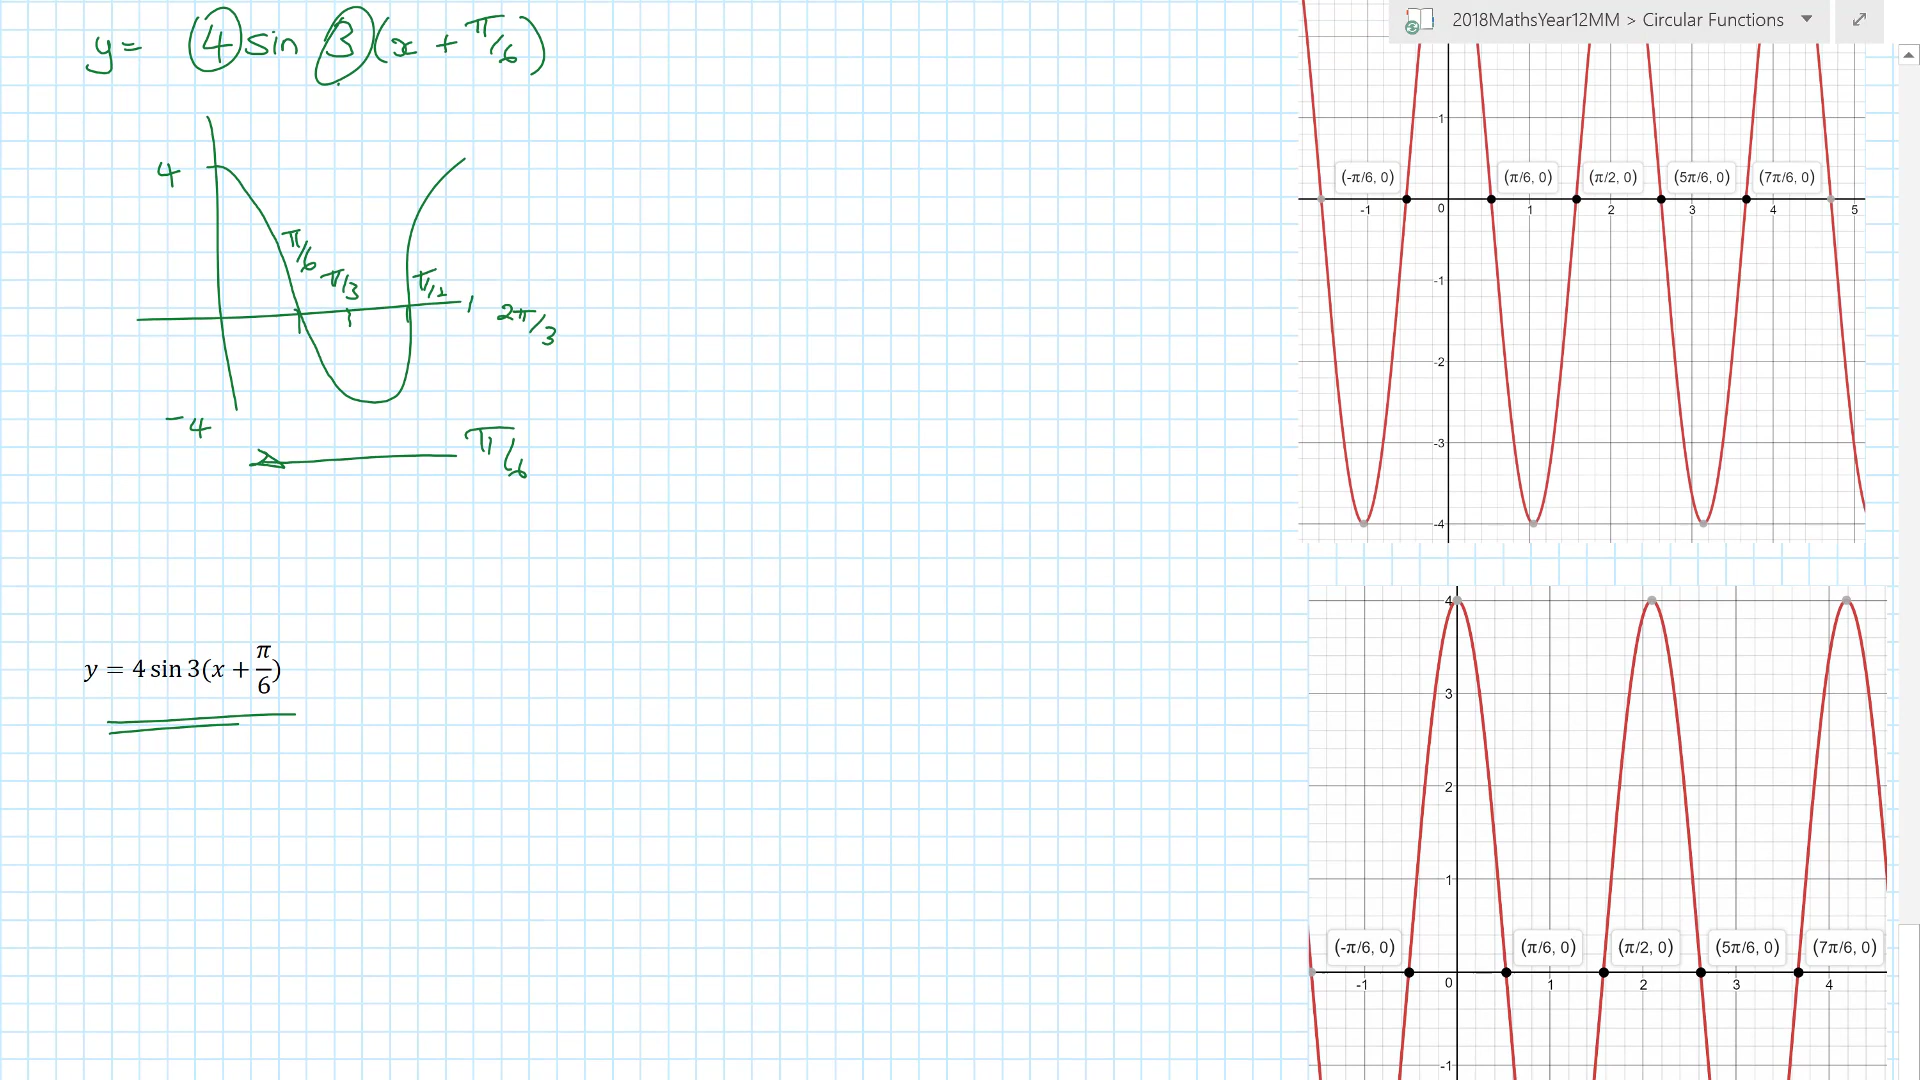 y= 4 sin 3(x + π/6)
4
π/6
π/3
π/2
2π/3
-4
π/6
y = 4 sin 3(x + π/6)
2018MathsYear12MM > Circular Functions
1
(-π/6, 0) (π/6, 0) (π/2, 0) (5π/6, 0) (7π/6, 0)
-1 0 1 2 3 4 5
-1
-2
-3
-4
4
3
2
1
(-π/6, 0) (π/6, 0) (π/2, 0) (5π/6, 0) (7π/6, 0)
-1 0 1 2 3 4
-1